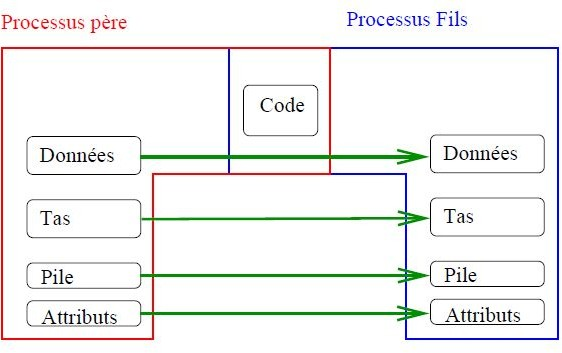 Processus père
Processus Fils
Code
Données
Données
Tas
Tas
Pile
Pile
Attributs
Attributs